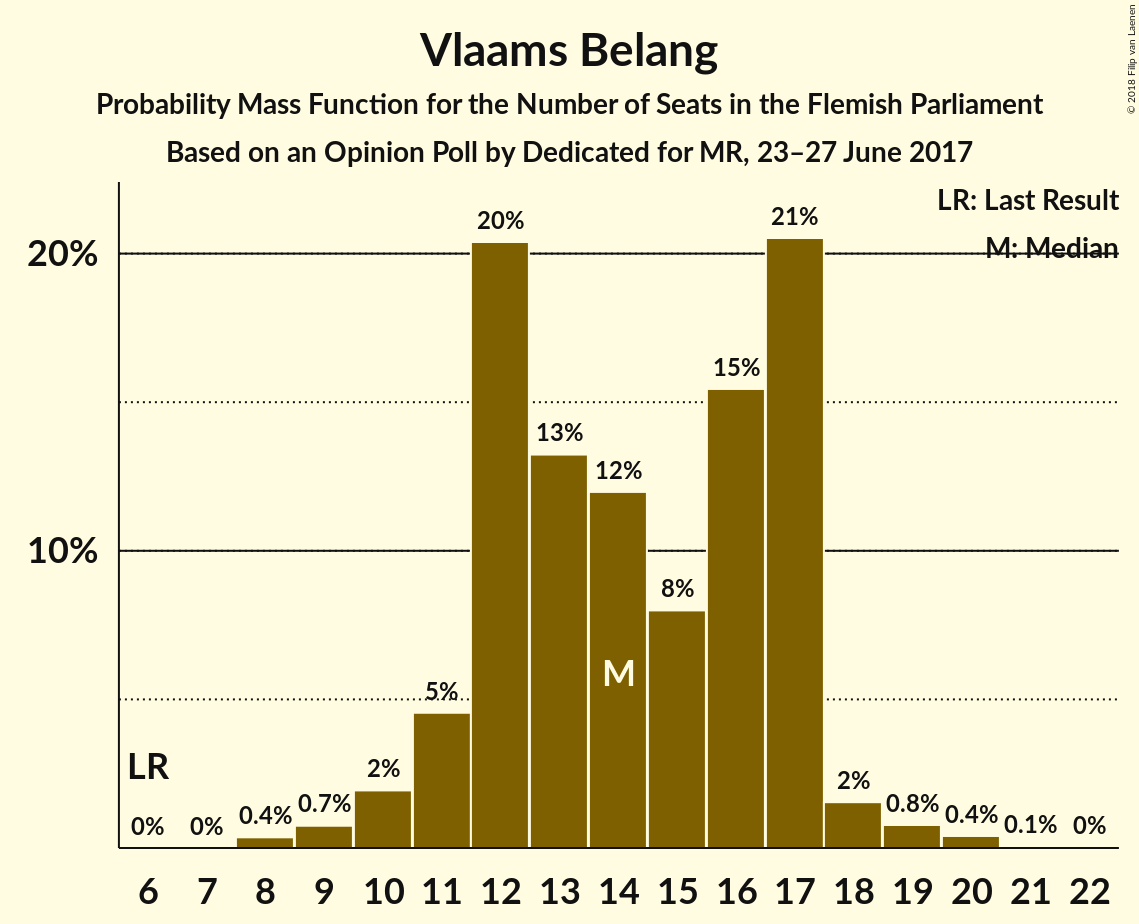 Vlaams Belang
Probability Mass Function for the Number of Seats in the Flemish Parliament
Based on an Opinion Poll by Dedicated for MR, 23–27 June 2017
© 2018 Filip van Laenen
LR: Last Result
M: Median
20%
10%
LR
M
0% 0% 0.4% 0.7% 2% 5% 20% 13% 12% 8% 15% 21% 2% 0.8% 0.4% 0.1% 0%
6 7 8 9 10 11 12 13 14 15 16 17 18 19 20 21 22